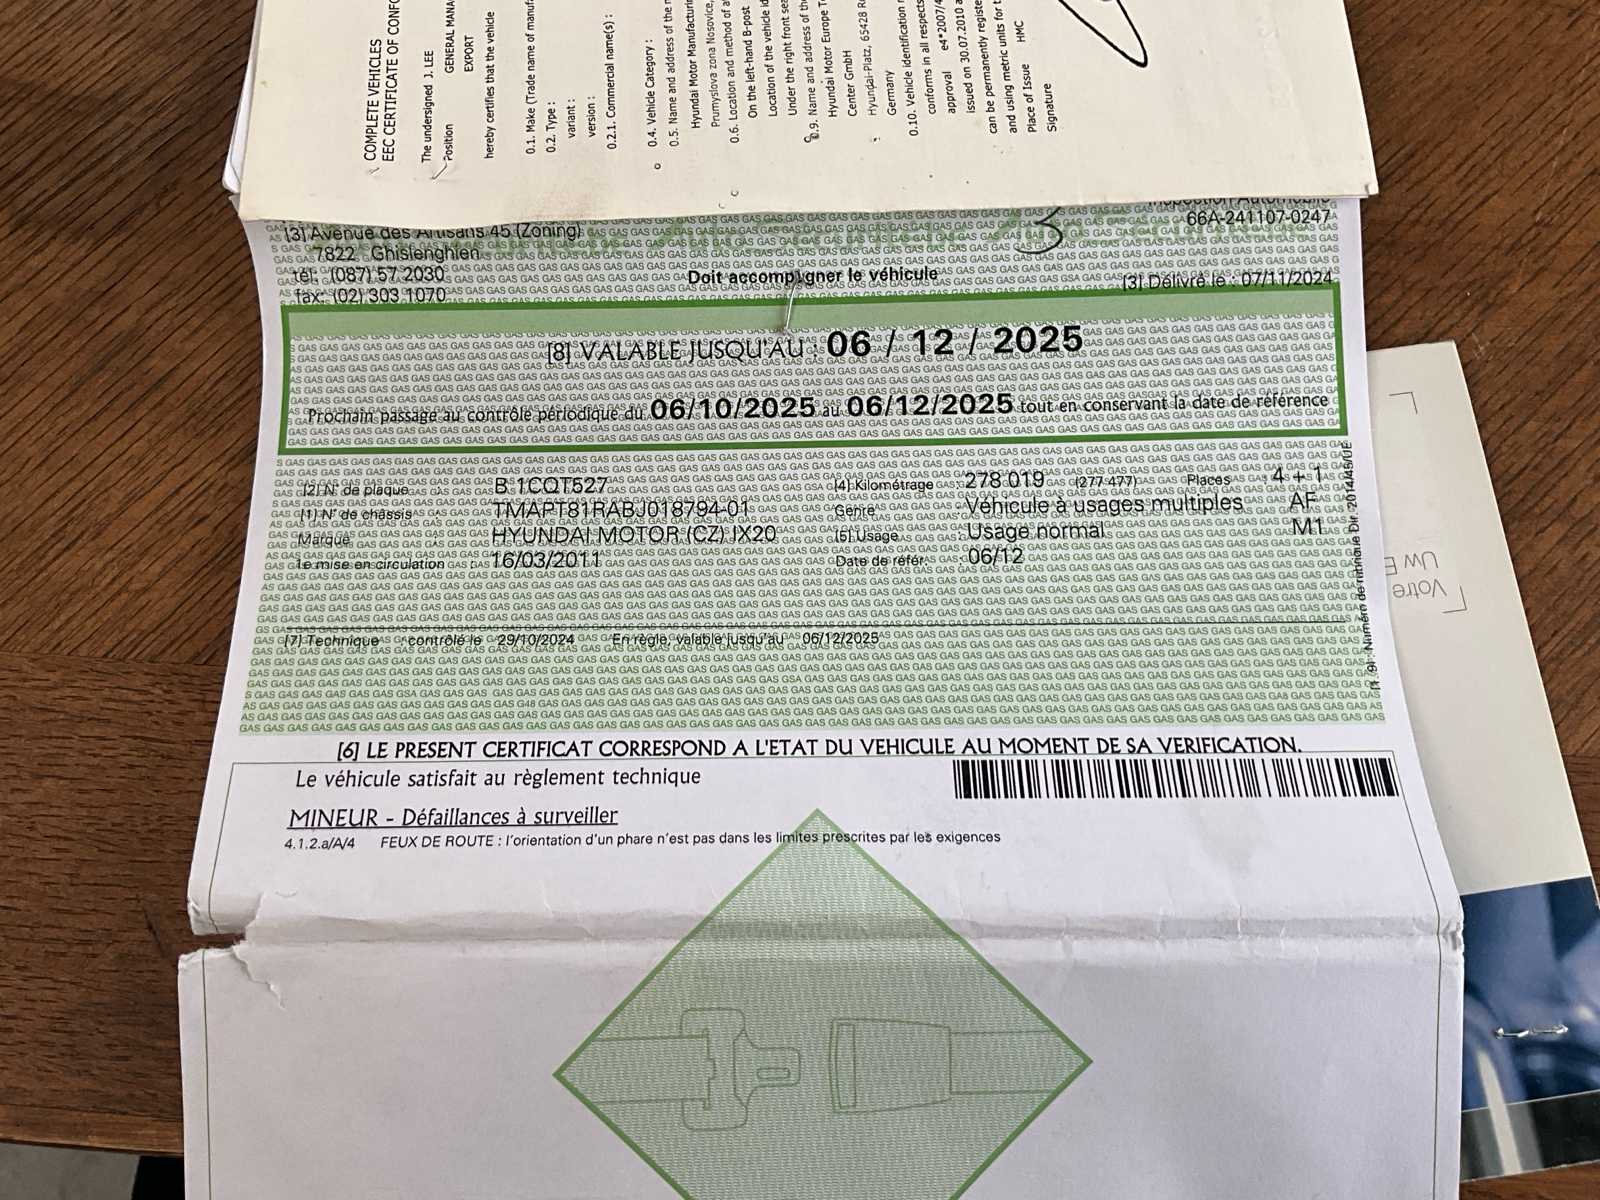 COMPLETE VEHICLES
EEC CERTIFICATE OF CONFO
The undersigned J. LEE
Position GENERAL MANA
EXPORT
hereby certifies that the vehicle
0.1. Make (Trade name of manufa
0.2. Type :
variant :
version :
0.2.1. Commercial name(s) :
0.4. Vehicle Category :
0.5. Name and address of the m
Hyundai Motor Manufacturin
Prumyslova zona Nosovice,
0.6. Location and method of a
On the left-hand B-post
Location of the vehicle id
Under the right front sea
0.9. Name and address of the
Hyundai Motor Europe T
Center GmbH
Hyundai-Platz, 65428 R
Germany
0.10. Vehicle identification
conforms in all respects
approval e4*2007/4
issued on 30.07.2010 a
can be permanently registe
and using metric units for t
Place of Issue HMC
Signature
66A-241107-0247
[3] Avenue des Artisans 45 (Zoning)
7822 Ghislenghien
tél: (087) 57 2030
fax: (02) 303 1070
Doit accompagner le véhicule
[3] Délivré le : 07/11/2024
[8] VALABLE JUSQU'AU : 06 / 12 / 2025
Prochain passage au contrôle périodique du 06/10/2025 au 06/12/2025 tout en conservant la date de référence
[2] N° de plaque : B 1CQT527
[4] Kilométrage : 278 019 (277 477) Places : 4 + 1
[1] N° de châssis : TMAPT81RABJ018794-01
Genre : Véhicule à usages multiples AF
Marque : HYUNDAI MOTOR (CZ) IX20
[5] Usage : Usage normal M1
1e mise en circulation : 16/03/2011
Date de référ. : 06/12
[7] Technique contrôlé le 29/10/2024 En règle, valable jusqu'au 06/12/2025
[6] LE PRESENT CERTIFICAT CORRESPOND A L'ETAT DU VEHICULE AU MOMENT DE SA VERIFICATION.
Le véhicule satisfait au règlement technique
MINEUR - Défaillances à surveiller
4.1.2.a/A/4 FEUX DE ROUTE : l'orientation d'un phare n'est pas dans les limites prescrites par les exigences
Votre
Uw E